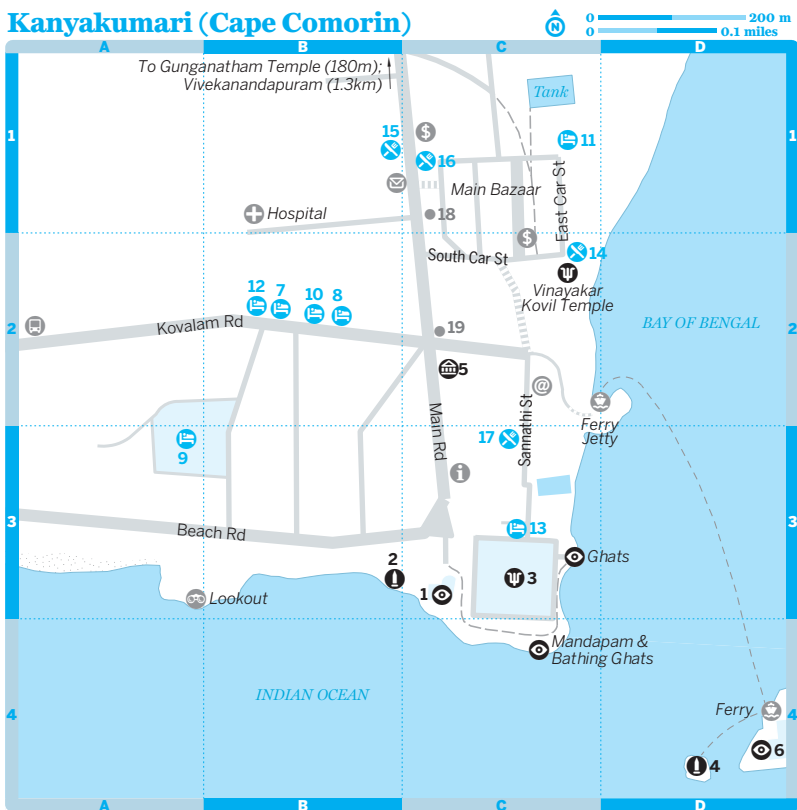 Kanyakumari (Cape Comorin)
N
0 200 m
0 0.1 miles
A B C D
To Gunganatham Temple (180m);
Vivekanandapuram (1.3km)
Tank
1 1
15
$
11
16
Main Bazaar
East Car St
Hospital
18
$
South Car St
14
Vinayakar
Kovil Temple
12 7 10 8
Kovalam Rd
19
BAY OF BENGAL
2 2
5
@
Main Rd
Sannathi St
Ferry
Jetty
17
9
i
3 3
Beach Rd
13
2
Ghats
3
1
Lookout
Mandapam &
Bathing Ghats
INDIAN OCEAN
4 4
Ferry
6
4
A B C D